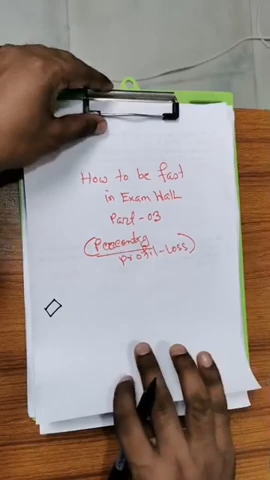 How to be fast
in Exam Hall
Part-03
(Percentage
Profit-Loss)